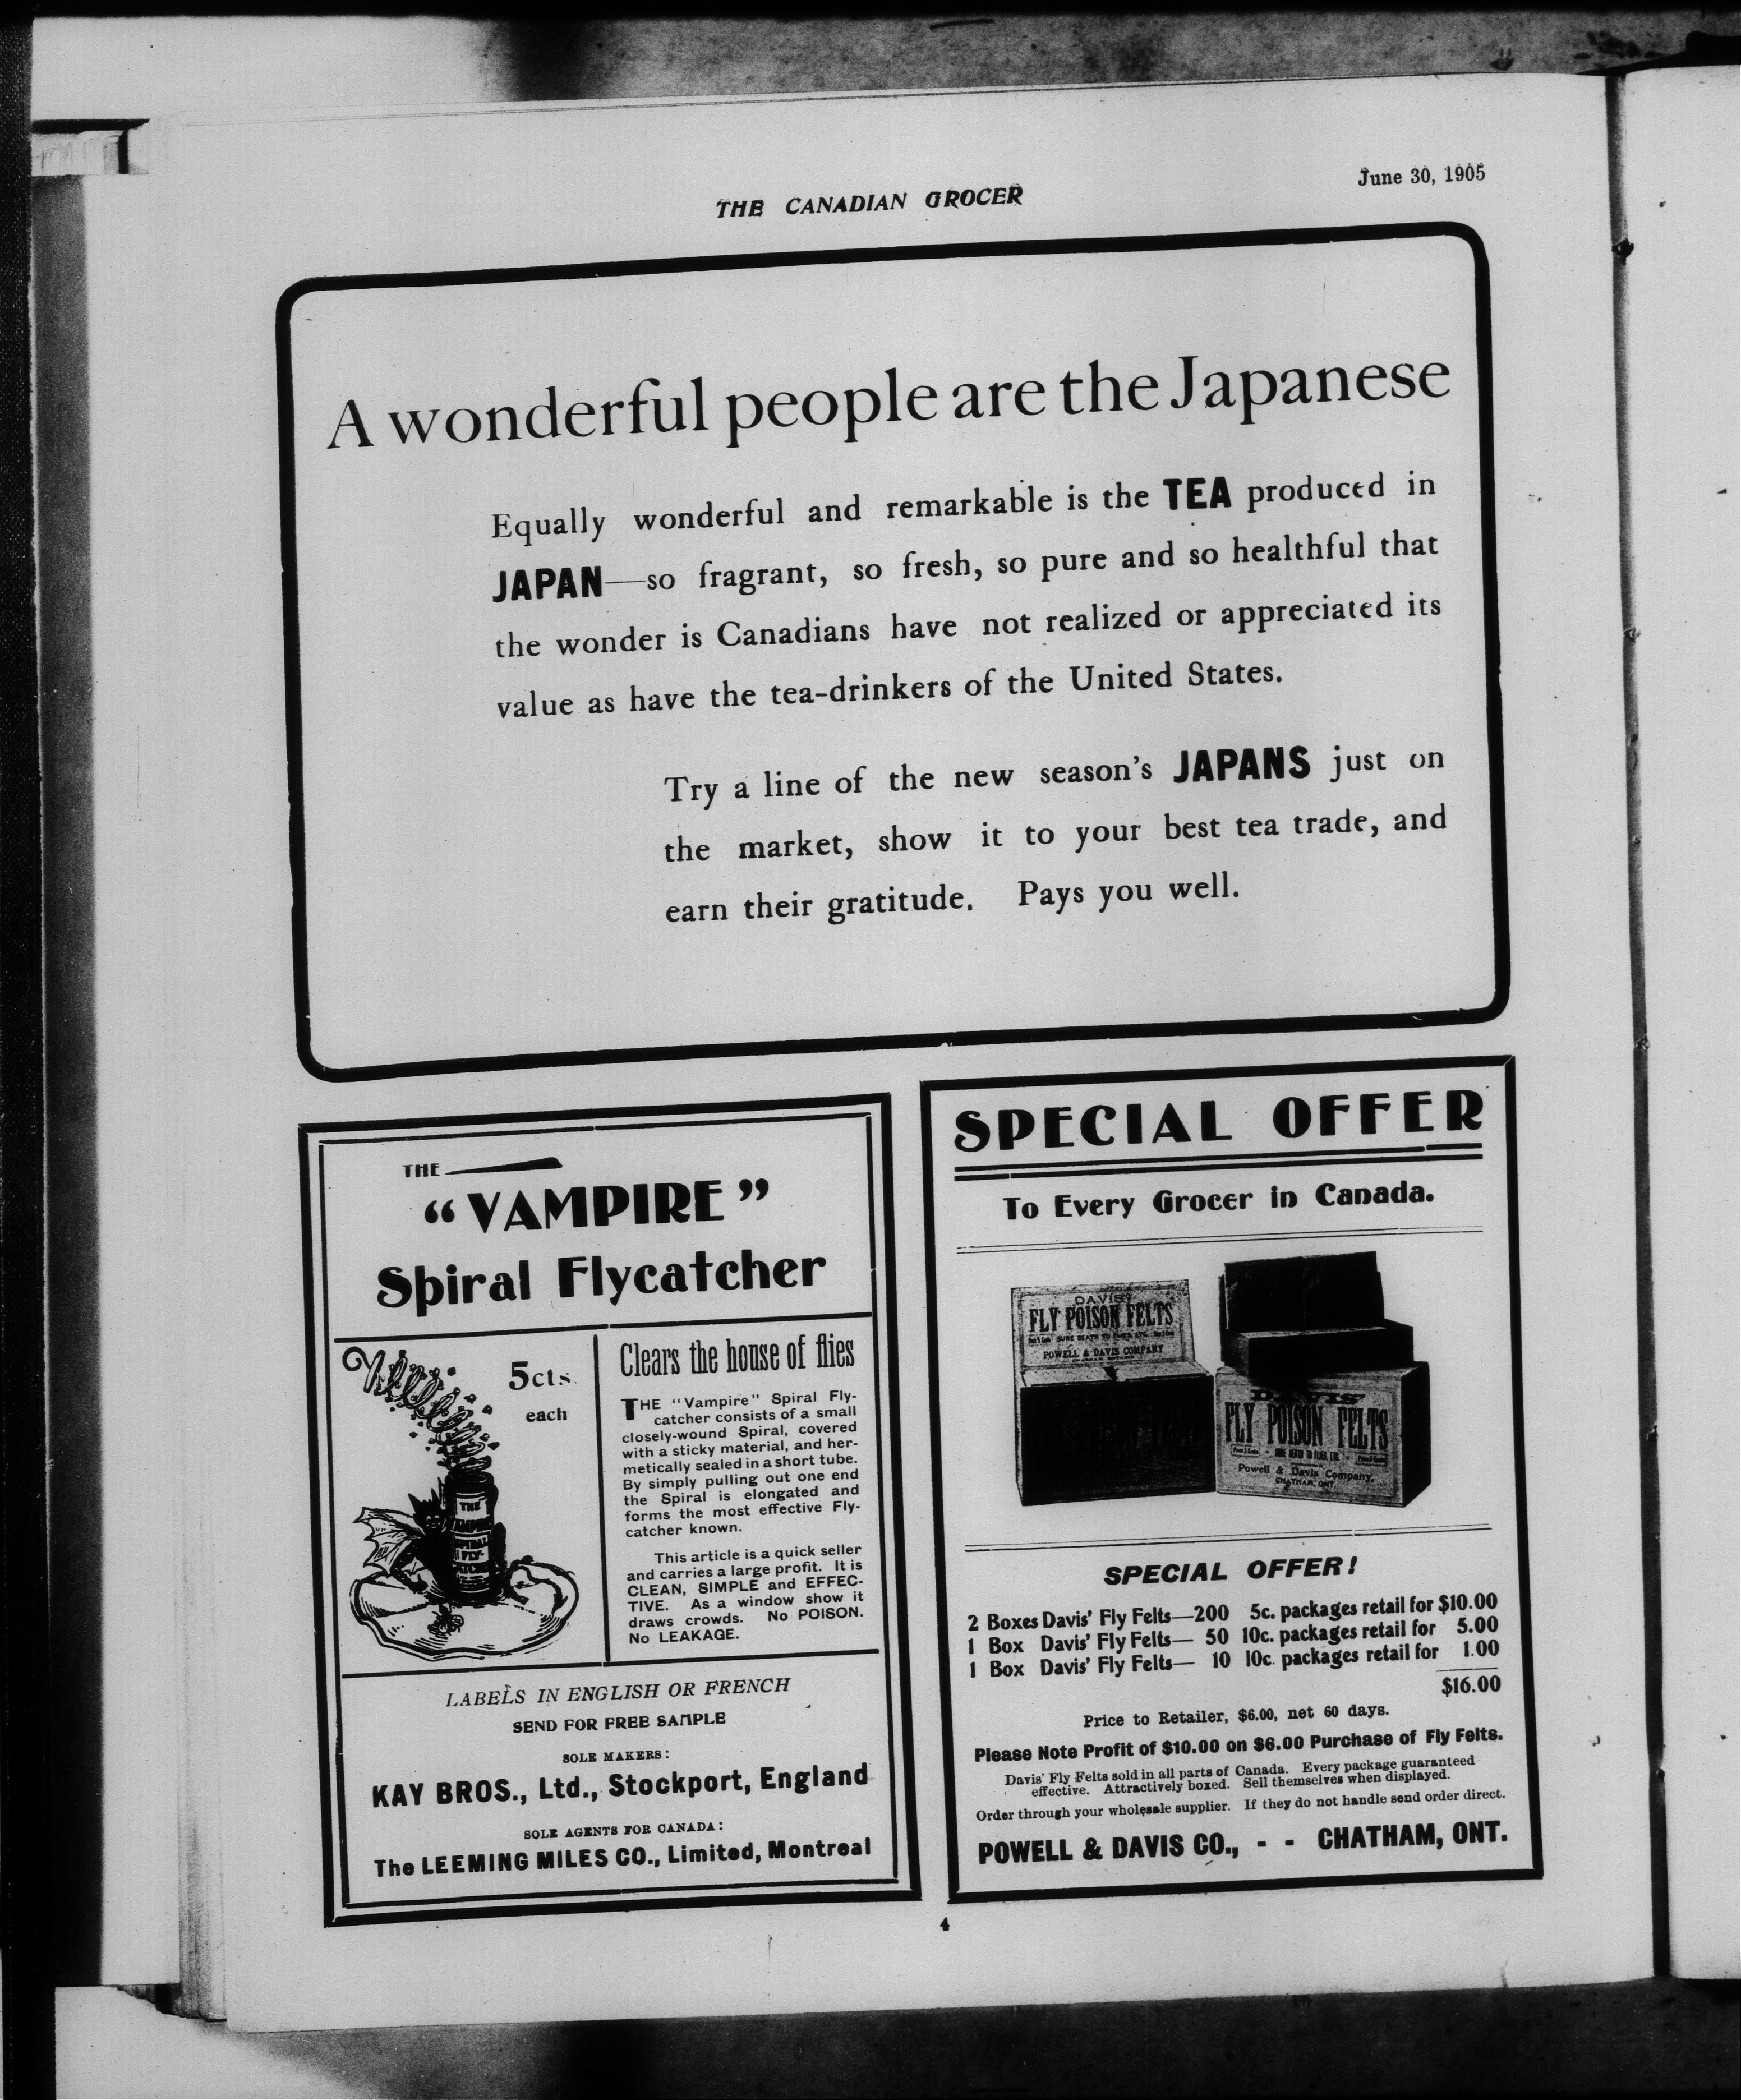 THE CANADIAN GROCER
June 30, 1905
A wonderful people are the Japanese
Equally wonderful and remarkable is the TEA produced in
JAPAN—so fragrant, so fresh, so pure and so healthful that
the wonder is Canadians have not realized or appreciated its
value as have the tea-drinkers of the United States.
Try a line of the new season's JAPANS just on
the market, show it to your best tea trade, and
earn their gratitude. Pays you well.
THE
"VAMPIRE"
Spiral Flycatcher
5cts.
each
THE
VAMPIRE
SPIRAL
FLY-
Clears the house of flies
THE "Vampire" Spiral Fly-
catcher consists of a small
closely-wound Spiral, covered
with a sticky material, and her-
metically sealed in a short tube.
By simply pulling out one end
the Spiral is elongated and
forms the most effective Fly-
catcher known.
This article is a quick seller
and carries a large profit. It is
CLEAN, SIMPLE and EFFEC-
TIVE. As a window show it
draws crowds. No POISON.
No LEAKAGE.
LABELS IN ENGLISH OR FRENCH
SEND FOR FREE SAMPLE
SOLE MAKERS:
KAY BROS., Ltd., Stockport, England
SOLE AGENTS FOR CANADA:
The LEEMING MILES CO., Limited, Montreal
SPECIAL OFFER
To Every Grocer in Canada.
DAVIS'
FLY POISON FELTS
SURE DEATH TO FLIES, ETC.
POWELL & DAVIS COMPANY
DAVIS'
FLY POISON FELTS
SURE DEATH TO FLIES, ETC.
Powell & Davis Company,
CHATHAM, ONT.
SPECIAL OFFER!
2 Boxes Davis' Fly Felts—200 5c. packages retail for $10.00
1 Box Davis' Fly Felts— 50 10c. packages retail for 5.00
1 Box Davis' Fly Felts— 10 10c. packages retail for 1.00
$16.00
Price to Retailer, $6.00, net 60 days.
Please Note Profit of $10.00 on $6.00 Purchase of Fly Felts.
Davis' Fly Felts sold in all parts of Canada. Every package guaranteed
effective. Attractively boxed. Sell themselves when displayed.
Order through your wholesale supplier. If they do not handle send order direct.
POWELL & DAVIS CO., - - CHATHAM, ONT.
4